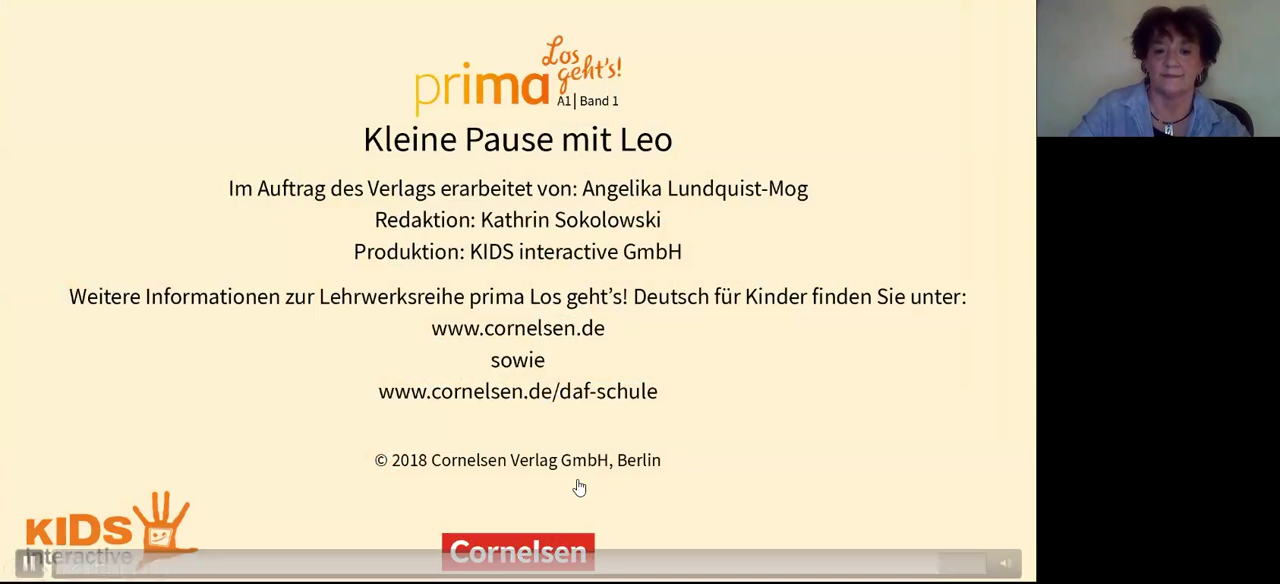 Los
geht's!
prima
A1 | Band 1
Kleine Pause mit Leo
Im Auftrag des Verlags erarbeitet von: Angelika Lundquist-Mog
Redaktion: Kathrin Sokolowski
Produktion: KIDS interactive GmbH
Weitere Informationen zur Lehrwerksreihe prima Los geht's! Deutsch für Kinder finden Sie unter:
www.cornelsen.de
sowie
www.cornelsen.de/daf-schule
© 2018 Cornelsen Verlag GmbH, Berlin
KIDS
interactive
Cornelsen